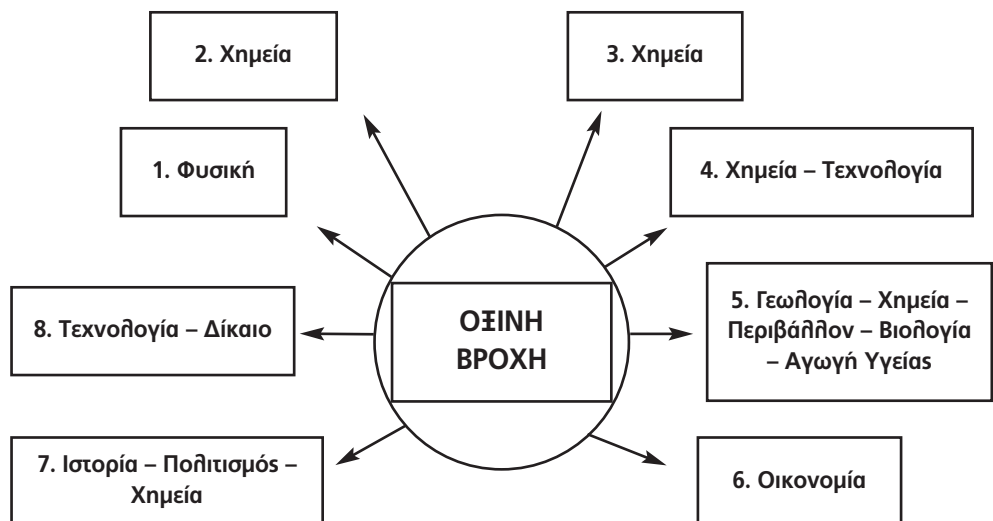 2. Χημεία
3. Χημεία
1. Φυσική
4. Χημεία – Τεχνολογία
ΟΞΙΝΗ
ΒΡΟΧΗ
5. Γεωλογία – Χημεία –
Περιβάλλον – Βιολογία
– Αγωγή Υγείας
8. Τεχνολογία – Δίκαιο
7. Ιστορία – Πολιτισμός –
Χημεία
6. Οικονομία